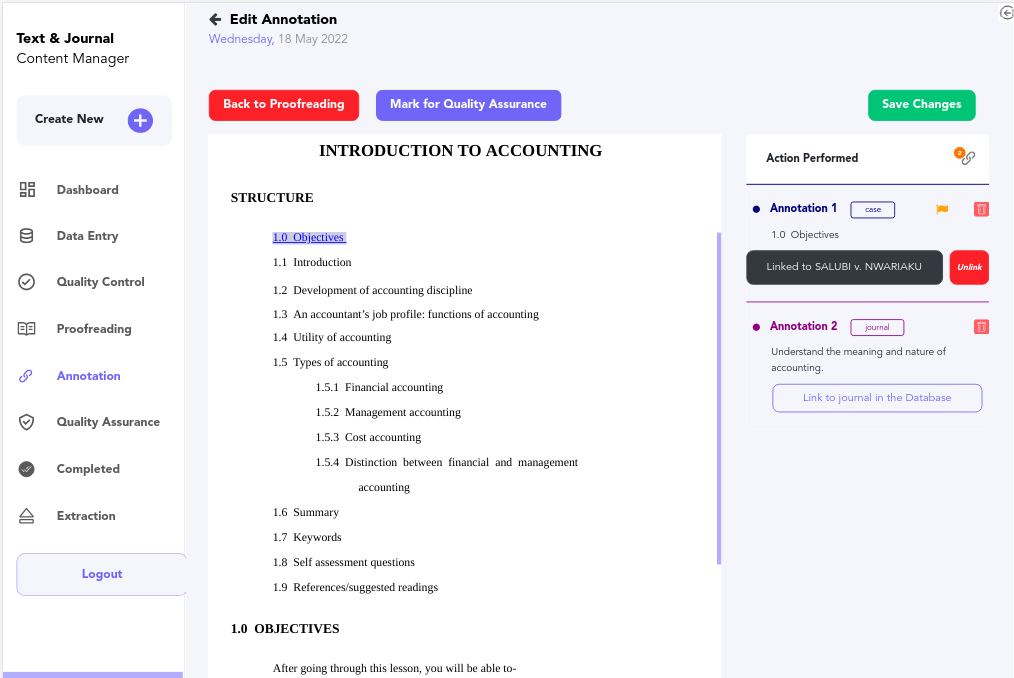 Text & Journal
Content Manager
Create New
Dashboard
Data Entry
Quality Control
Proofreading
Annotation
Quality Assurance
Completed
Extraction
Logout
Edit Annotation
Wednesday, 18 May 2022
Back to Proofreading
Mark for Quality Assurance
Save Changes
INTRODUCTION TO ACCOUNTING
STRUCTURE
1.0 Objectives
1.1 Introduction
1.2 Development of accounting discipline
1.3 An accountant's job profile: functions of accounting
1.4 Utility of accounting
1.5 Types of accounting
1.5.1 Financial accounting
1.5.2 Management accounting
1.5.3 Cost accounting
1.5.4 Distinction between financial and management
accounting
1.6 Summary
1.7 Keywords
1.8 Self assessment questions
1.9 References/suggested readings
1.0 OBJECTIVES
After going through this lesson, you will be able to-
Action Performed
2
Annotation 1 case
1.0 Objectives
Linked to SALUBI v. NWARIAKU Unlink
Annotation 2 journal
Understand the meaning and nature of
accounting.
Link to journal in the Database